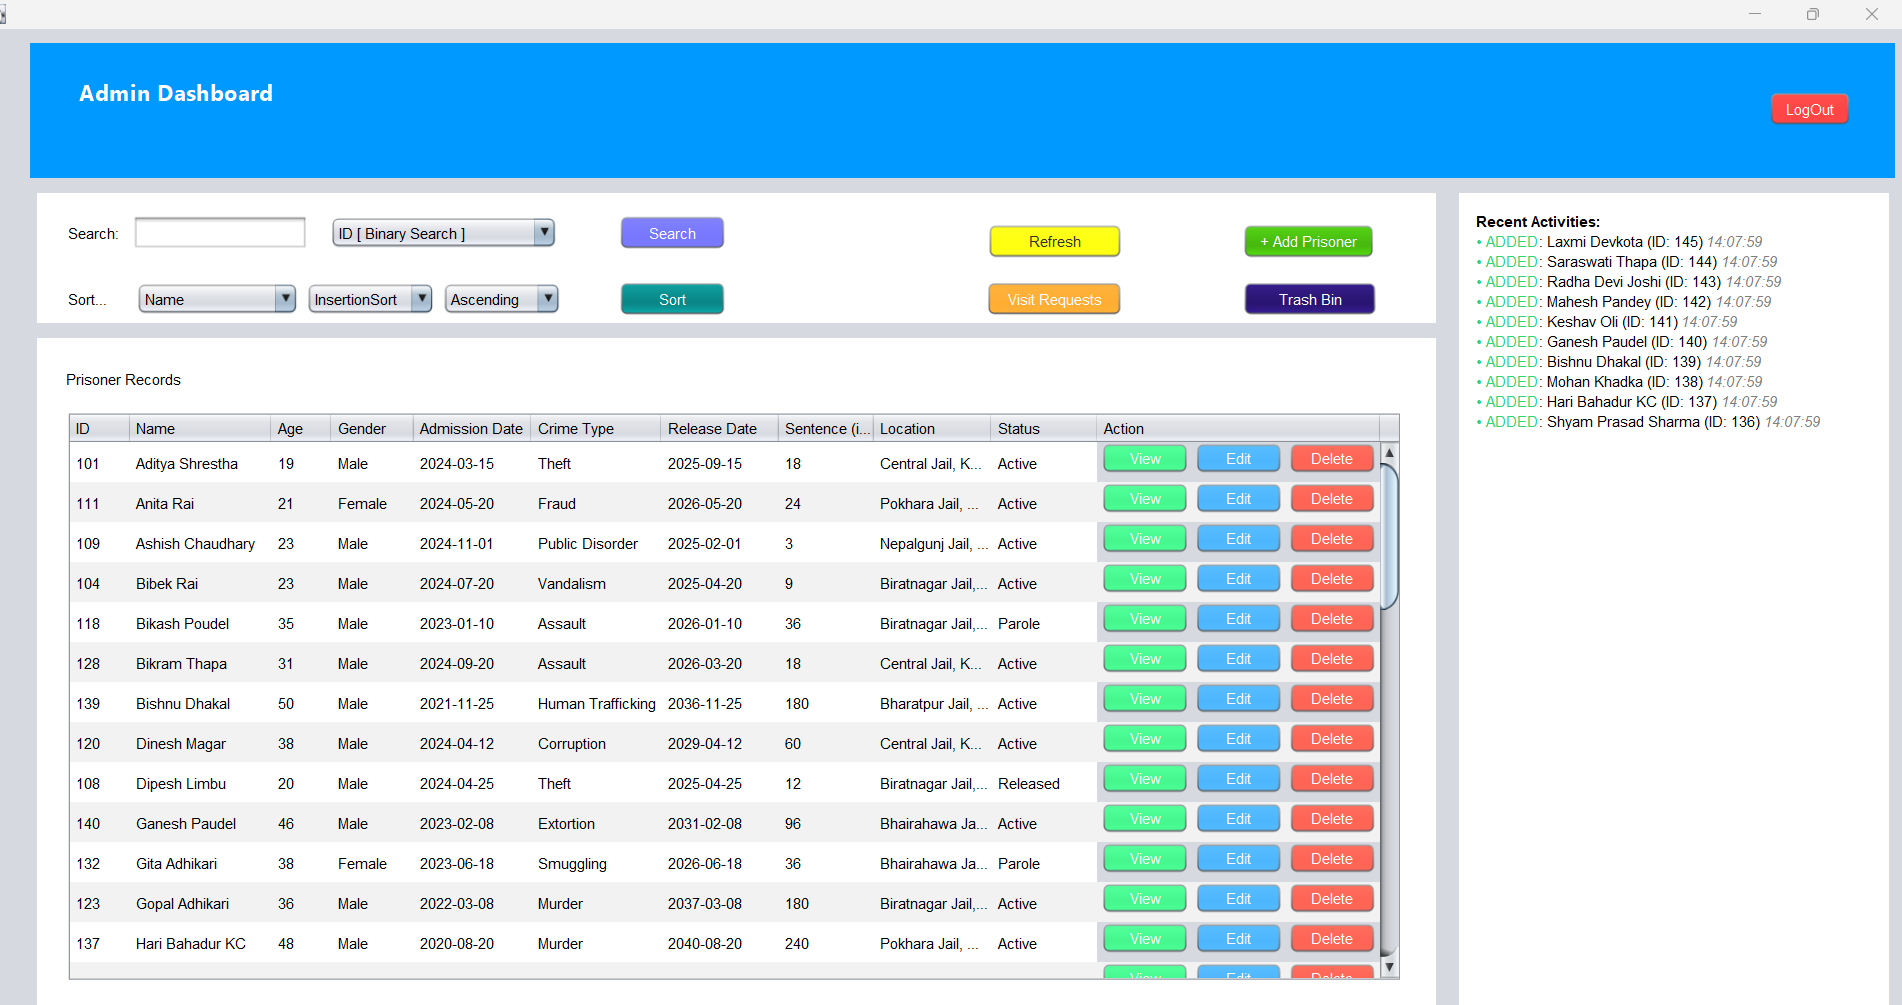 Admin Dashboard
LogOut
Search:
ID [ Binary Search ]
Search
Refresh
+ Add Prisoner
Sort...
Name
InsertionSort
Ascending
Sort
Visit Requests
Trash Bin
Recent Activities:
• ADDED: Laxmi Devkota (ID: 145) 14:07:59
• ADDED: Saraswati Thapa (ID: 144) 14:07:59
• ADDED: Radha Devi Joshi (ID: 143) 14:07:59
• ADDED: Mahesh Pandey (ID: 142) 14:07:59
• ADDED: Keshav Oli (ID: 141) 14:07:59
• ADDED: Ganesh Paudel (ID: 140) 14:07:59
• ADDED: Bishnu Dhakal (ID: 139) 14:07:59
• ADDED: Mohan Khadka (ID: 138) 14:07:59
• ADDED: Hari Bahadur KC (ID: 137) 14:07:59
• ADDED: Shyam Prasad Sharma (ID: 136) 14:07:59
Prisoner Records
ID Name Age Gender Admission Date Crime Type Release Date Sentence (i... Location Status Action
101 Aditya Shrestha 19 Male 2024-03-15 Theft 2025-09-15 18 Central Jail, K... Active View Edit Delete
111 Anita Rai 21 Female 2024-05-20 Fraud 2026-05-20 24 Pokhara Jail, ... Active View Edit Delete
109 Ashish Chaudhary 23 Male 2024-11-01 Public Disorder 2025-02-01 3 Nepalgunj Jail, ... Active View Edit Delete
104 Bibek Rai 23 Male 2024-07-20 Vandalism 2025-04-20 9 Biratnagar Jail,... Active View Edit Delete
118 Bikash Poudel 35 Male 2023-01-10 Assault 2026-01-10 36 Biratnagar Jail,... Parole View Edit Delete
128 Bikram Thapa 31 Male 2024-09-20 Assault 2026-03-20 18 Central Jail, K... Active View Edit Delete
139 Bishnu Dhakal 50 Male 2021-11-25 Human Trafficking 2036-11-25 180 Bharatpur Jail, ... Active View Edit Delete
120 Dinesh Magar 38 Male 2024-04-12 Corruption 2029-04-12 60 Central Jail, K... Active View Edit Delete
108 Dipesh Limbu 20 Male 2024-04-25 Theft 2025-04-25 12 Biratnagar Jail,... Released View Edit Delete
140 Ganesh Paudel 46 Male 2023-02-08 Extortion 2031-02-08 96 Bhairahawa Ja... Active View Edit Delete
132 Gita Adhikari 38 Female 2023-06-18 Smuggling 2026-06-18 36 Bhairahawa Ja... Parole View Edit Delete
123 Gopal Adhikari 36 Male 2022-03-08 Murder 2037-03-08 180 Biratnagar Jail,... Active View Edit Delete
137 Hari Bahadur KC 48 Male 2020-08-20 Murder 2040-08-20 240 Pokhara Jail, ... Active View Edit Delete
View Edit Delete